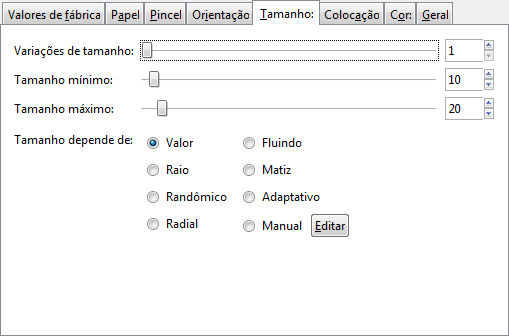 Valores de fábrica Papel Pincel Orientação Tamanho: Colocação Cor: Geral
Variações de tamanho: 1
Tamanho mínimo: 10
Tamanho máximo: 20
Tamanho depende de: Valor Fluindo
Raio Matiz
Randômico Adaptativo
Radial Manual Editar